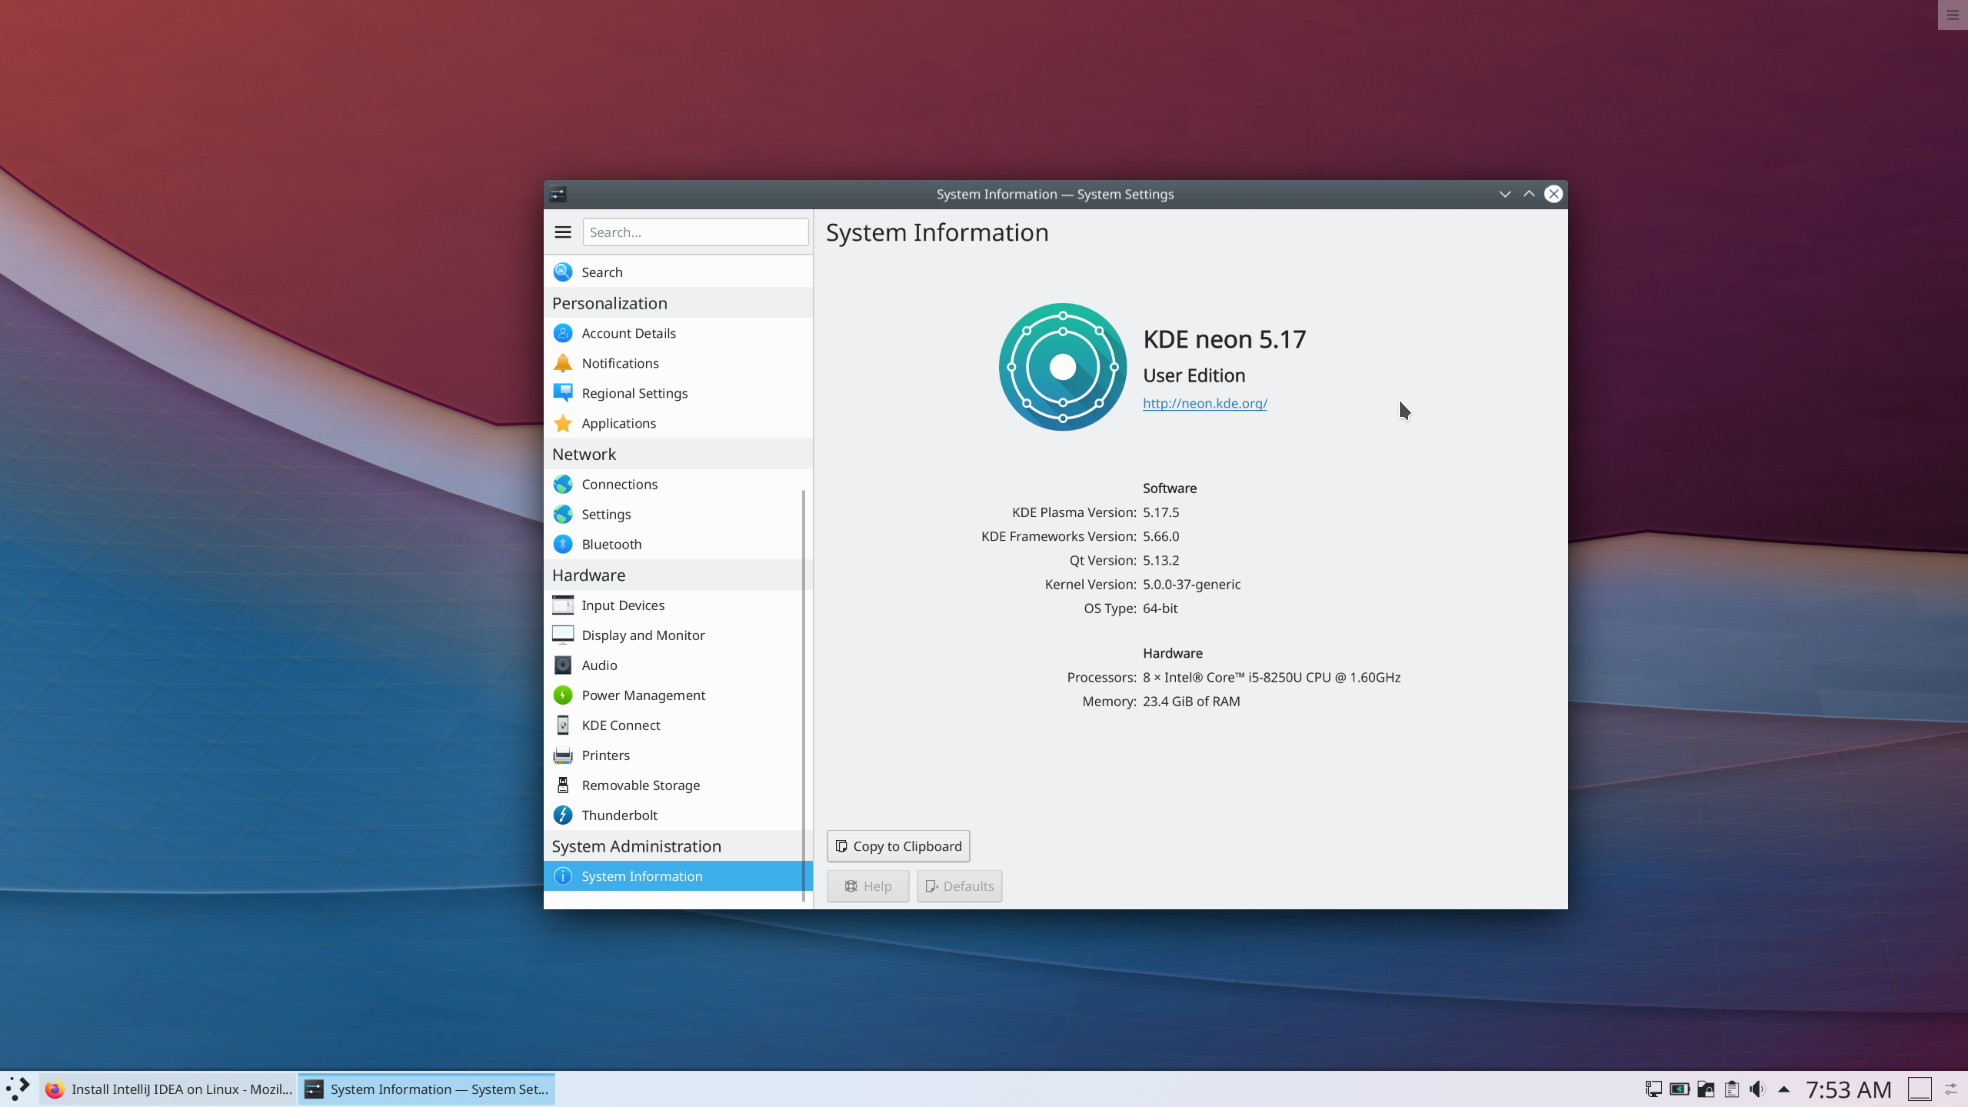 System Information — System Settings
Search...
System Information
Search
Personalization
Account Details
Notifications
Regional Settings
Applications
Network
Connections
Settings
Bluetooth
Hardware
Input Devices
Display and Monitor
Audio
Power Management
KDE Connect
Printers
Removable Storage
Thunderbolt
System Administration
System Information
KDE neon 5.17
User Edition
http://neon.kde.org/
Software
KDE Plasma Version: 5.17.5
KDE Frameworks Version: 5.66.0
Qt Version: 5.13.2
Kernel Version: 5.0.0-37-generic
OS Type: 64-bit
Hardware
Processors: 8 × Intel® Core™ i5-8250U CPU @ 1.60GHz
Memory: 23.4 GiB of RAM
Copy to Clipboard
Help Defaults
Install IntelliJ IDEA on Linux - Mozil... System Information — System Set... 7:53 AM